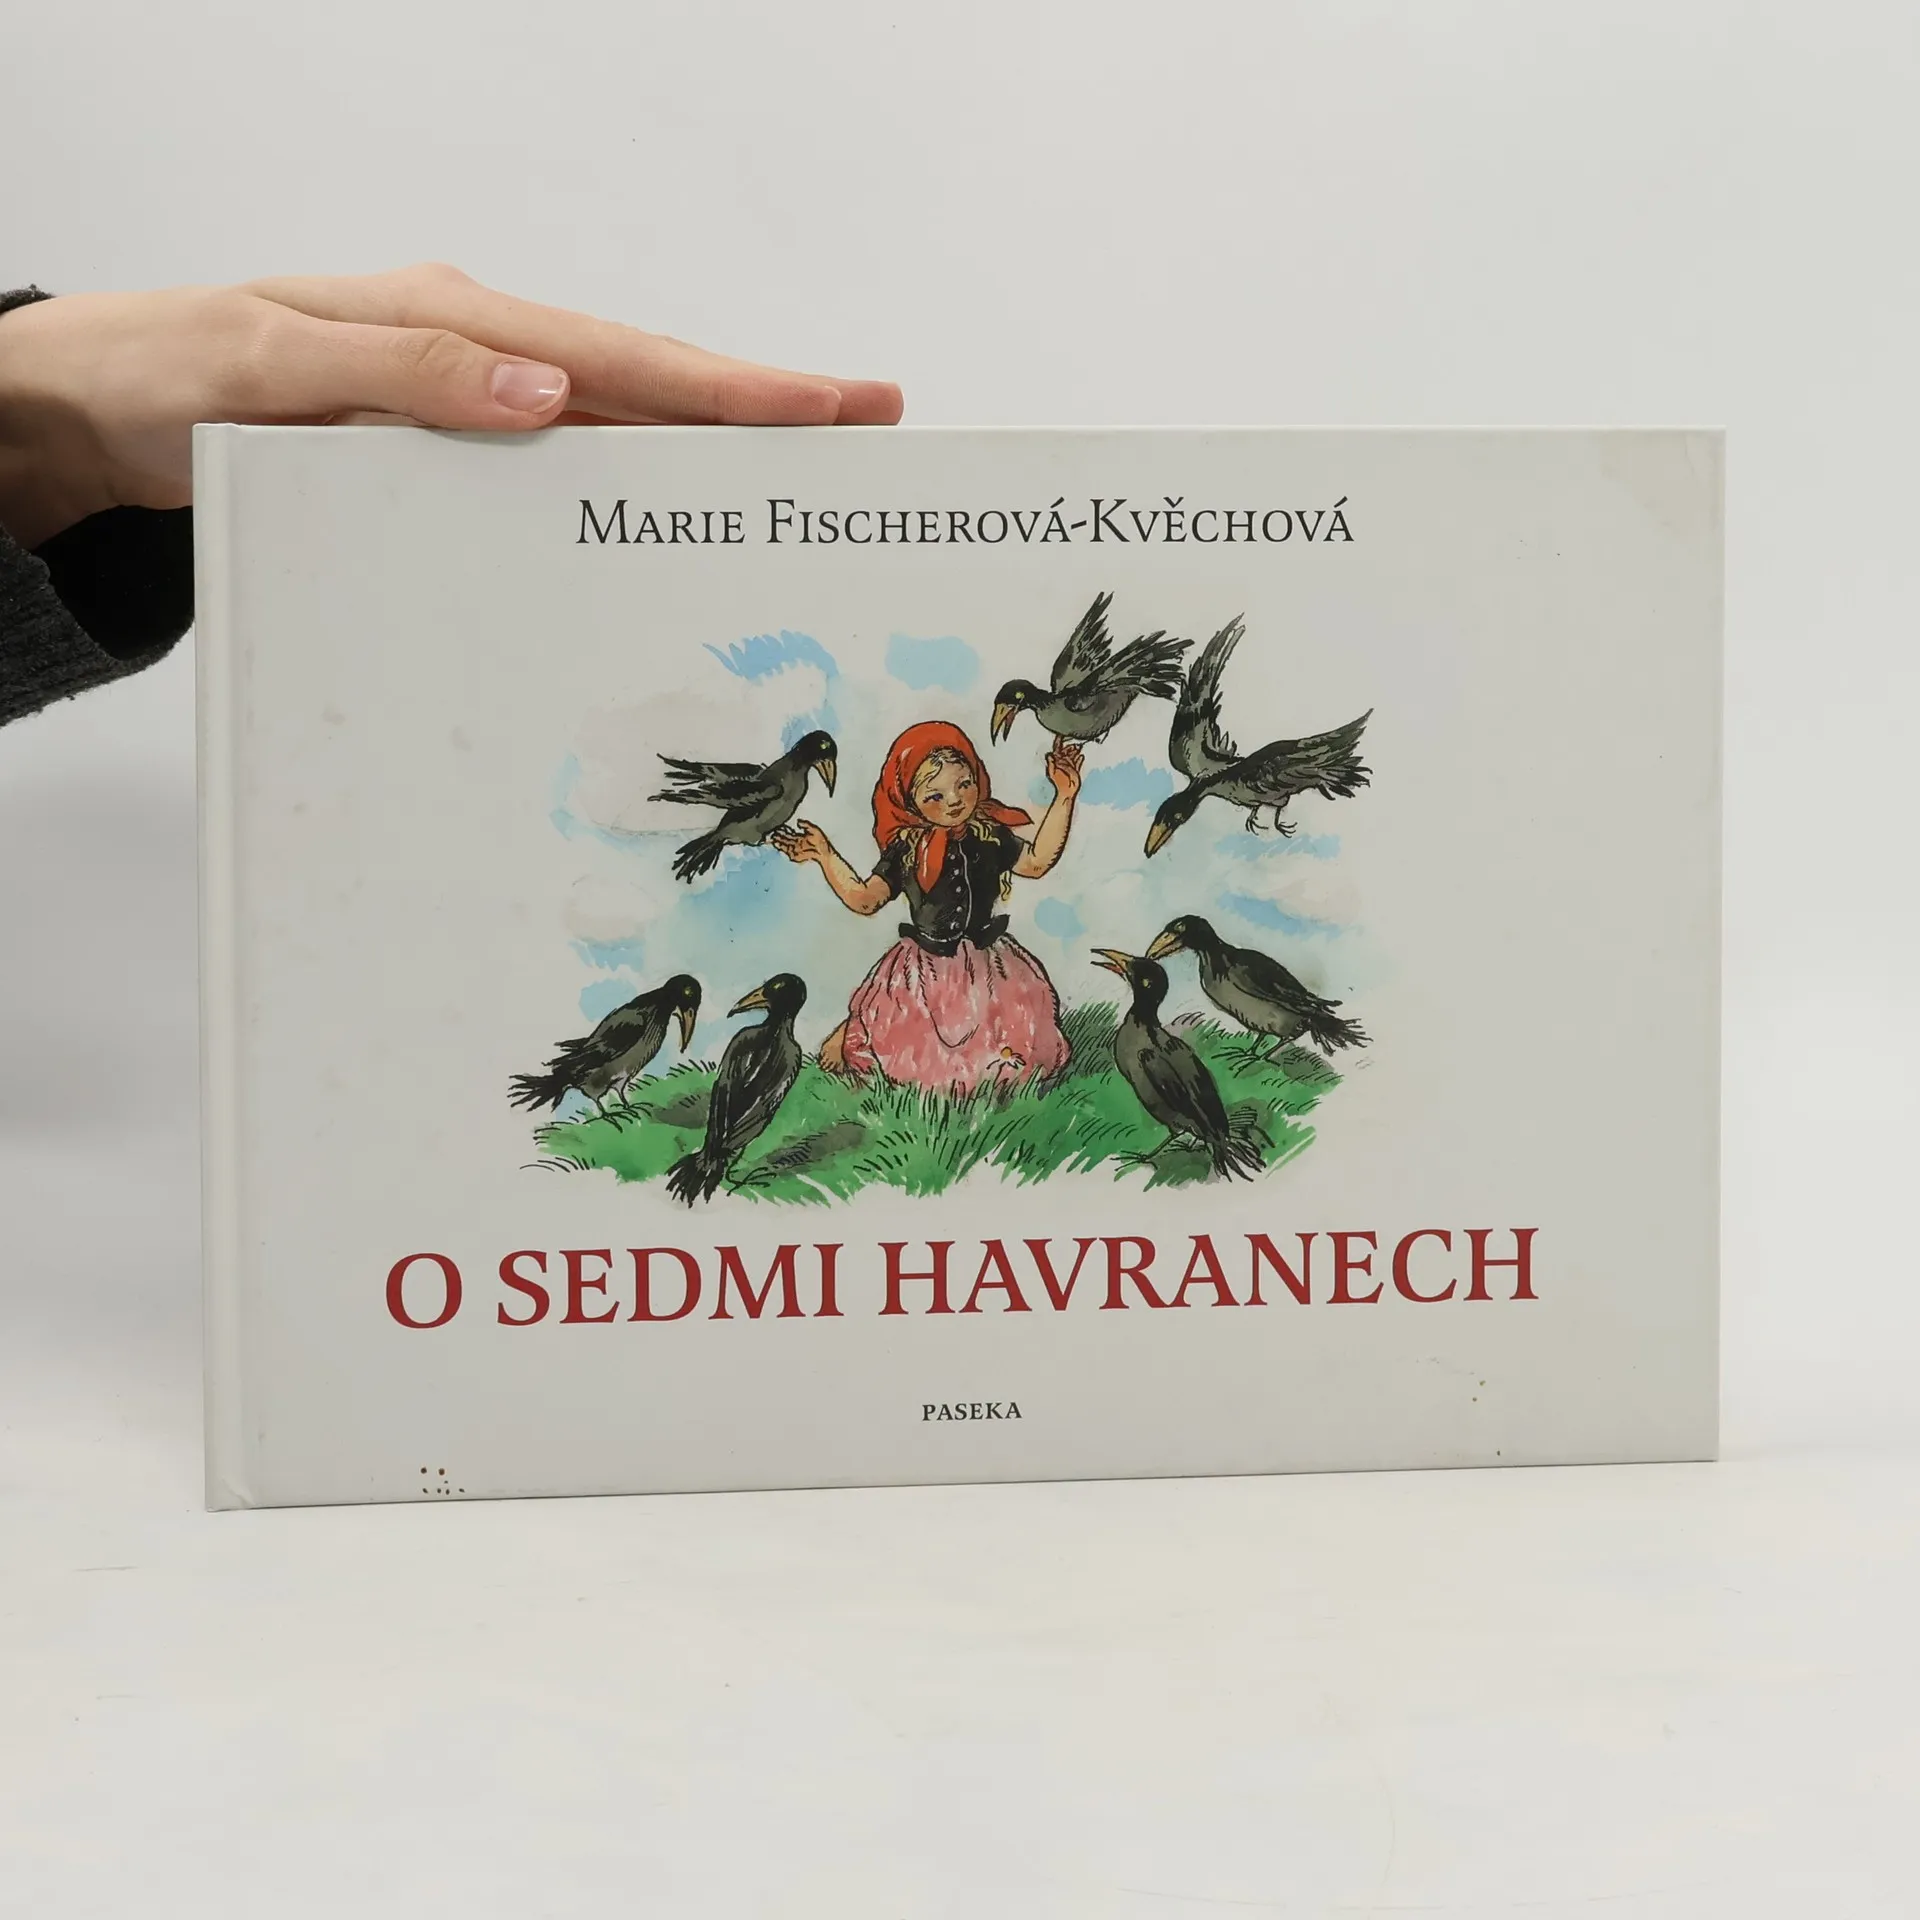 MARIE FISCHEROVÁ-KVĚCHOVÁ
O SEDMI HAVRANECH
PASEKA